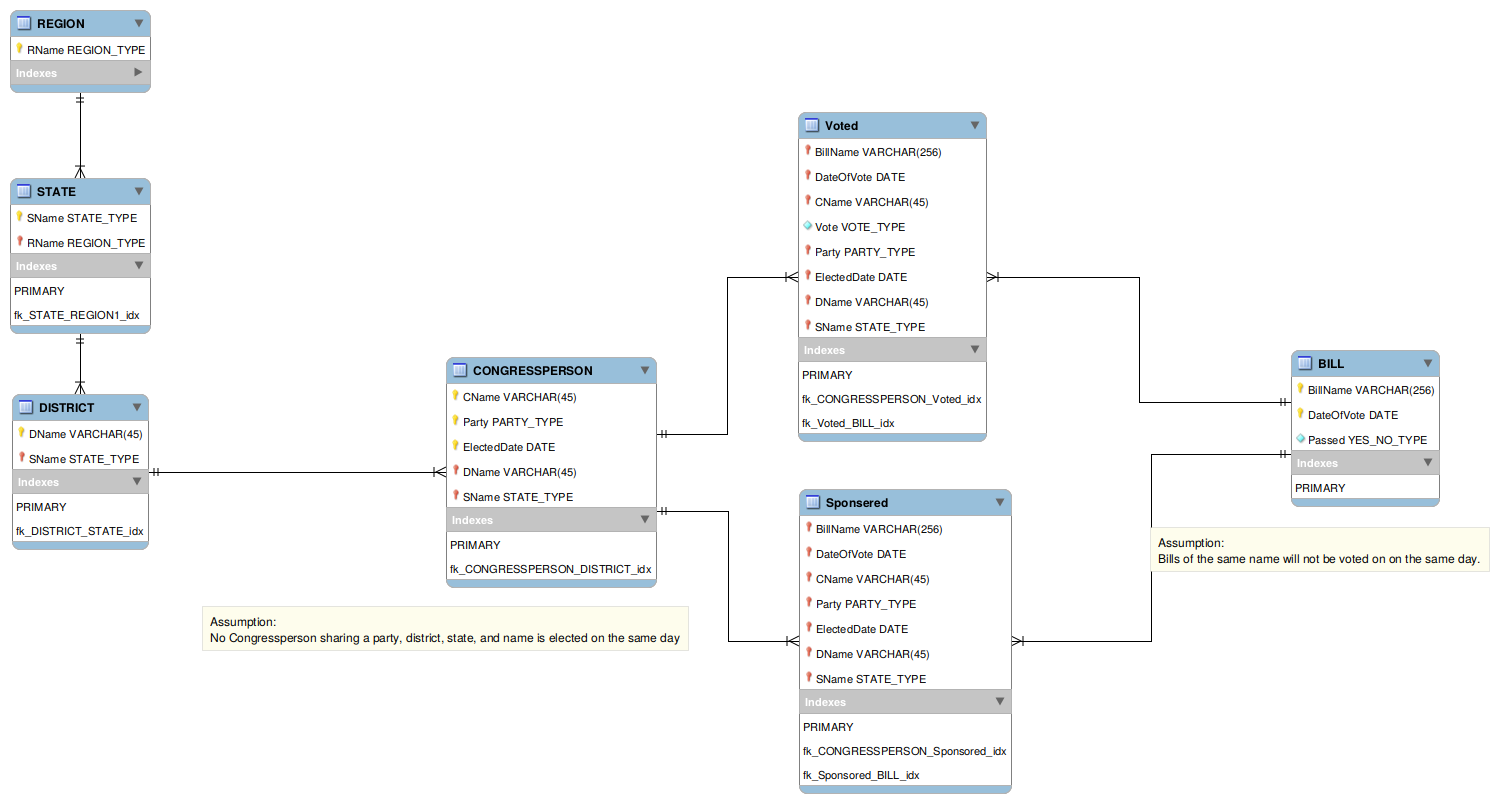 REGION
RName REGION_TYPE
Indexes
STATE
SName STATE_TYPE
RName REGION_TYPE
Indexes
PRIMARY
fk_STATE_REGION1_idx
DISTRICT
DName VARCHAR(45)
SName STATE_TYPE
Indexes
PRIMARY
fk_DISTRICT_STATE_idx
CONGRESSPERSON
CName VARCHAR(45)
Party PARTY_TYPE
ElectedDate DATE
DName VARCHAR(45)
SName STATE_TYPE
Indexes
PRIMARY
fk_CONGRESSPERSON_DISTRICT_idx
Assumption:
No Congressperson sharing a party, district, state, and name is elected on the same day
Voted
BillName VARCHAR(256)
DateOfVote DATE
CName VARCHAR(45)
Vote VOTE_TYPE
Party PARTY_TYPE
ElectedDate DATE
DName VARCHAR(45)
SName STATE_TYPE
Indexes
PRIMARY
fk_CONGRESSPERSON_Voted_idx
fk_Voted_BILL_idx
Sponsered
BillName VARCHAR(256)
DateOfVote DATE
CName VARCHAR(45)
Party PARTY_TYPE
ElectedDate DATE
DName VARCHAR(45)
SName STATE_TYPE
Indexes
PRIMARY
fk_CONGRESSPERSON_Sponsored_idx
fk_Sponsored_BILL_idx
BILL
BillName VARCHAR(256)
DateOfVote DATE
Passed YES_NO_TYPE
Indexes
PRIMARY
Assumption:
Bills of the same name will not be voted on on the same day.